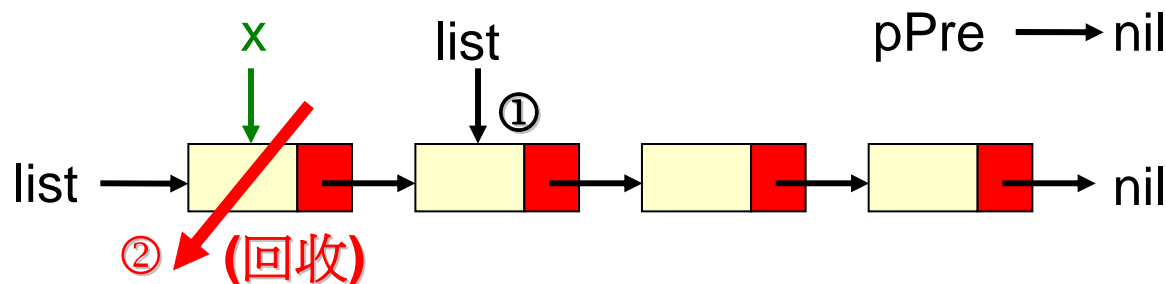 x
list
pPre
nil
①
list
nil
② (回收)